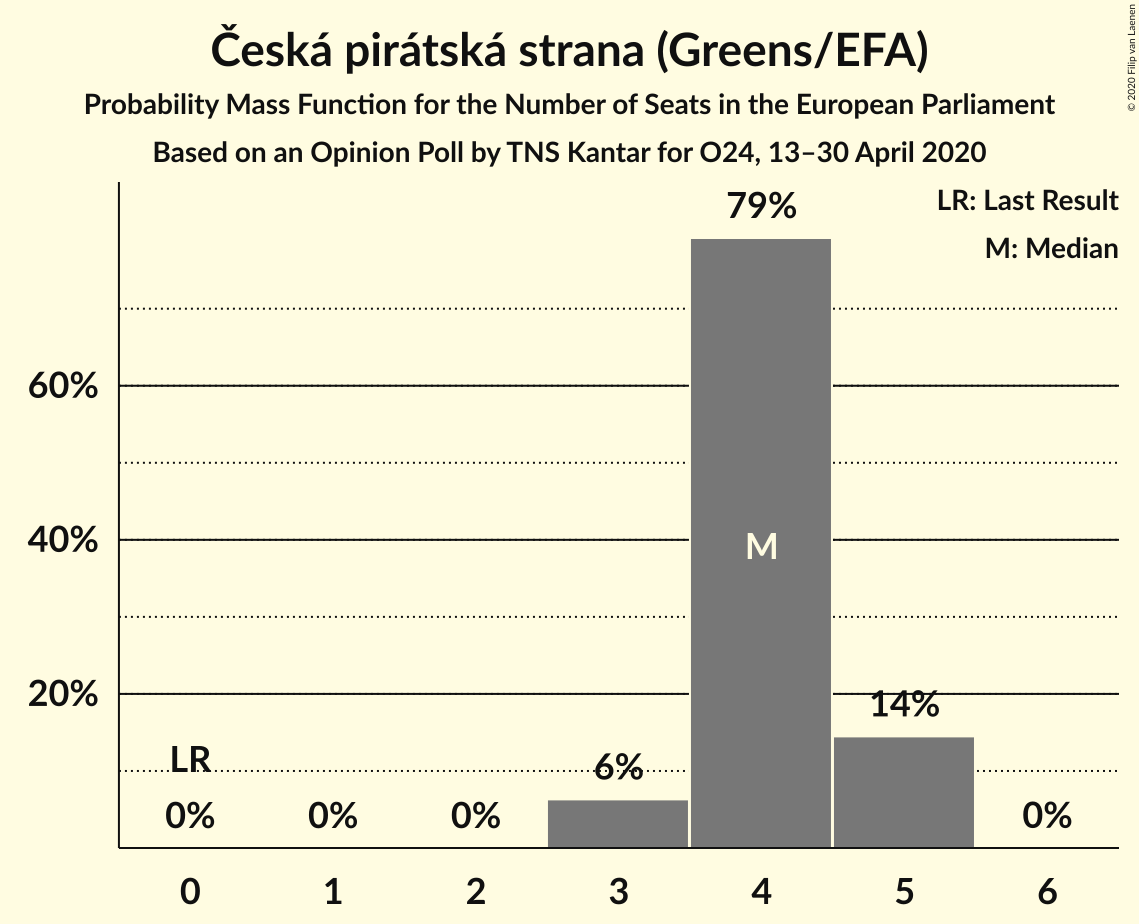 Česká pirátská strana (Greens/EFA)
Probability Mass Function for the Number of Seats in the European Parliament
Based on an Opinion Poll by TNS Kantar for O24, 13–30 April 2020
© 2020 Filip van Laenen
LR: Last Result
M: Median
79%
60%
40%
M
20%
14%
LR
6%
0%
0%
0%
0%
0
1
2
3
4
5
6